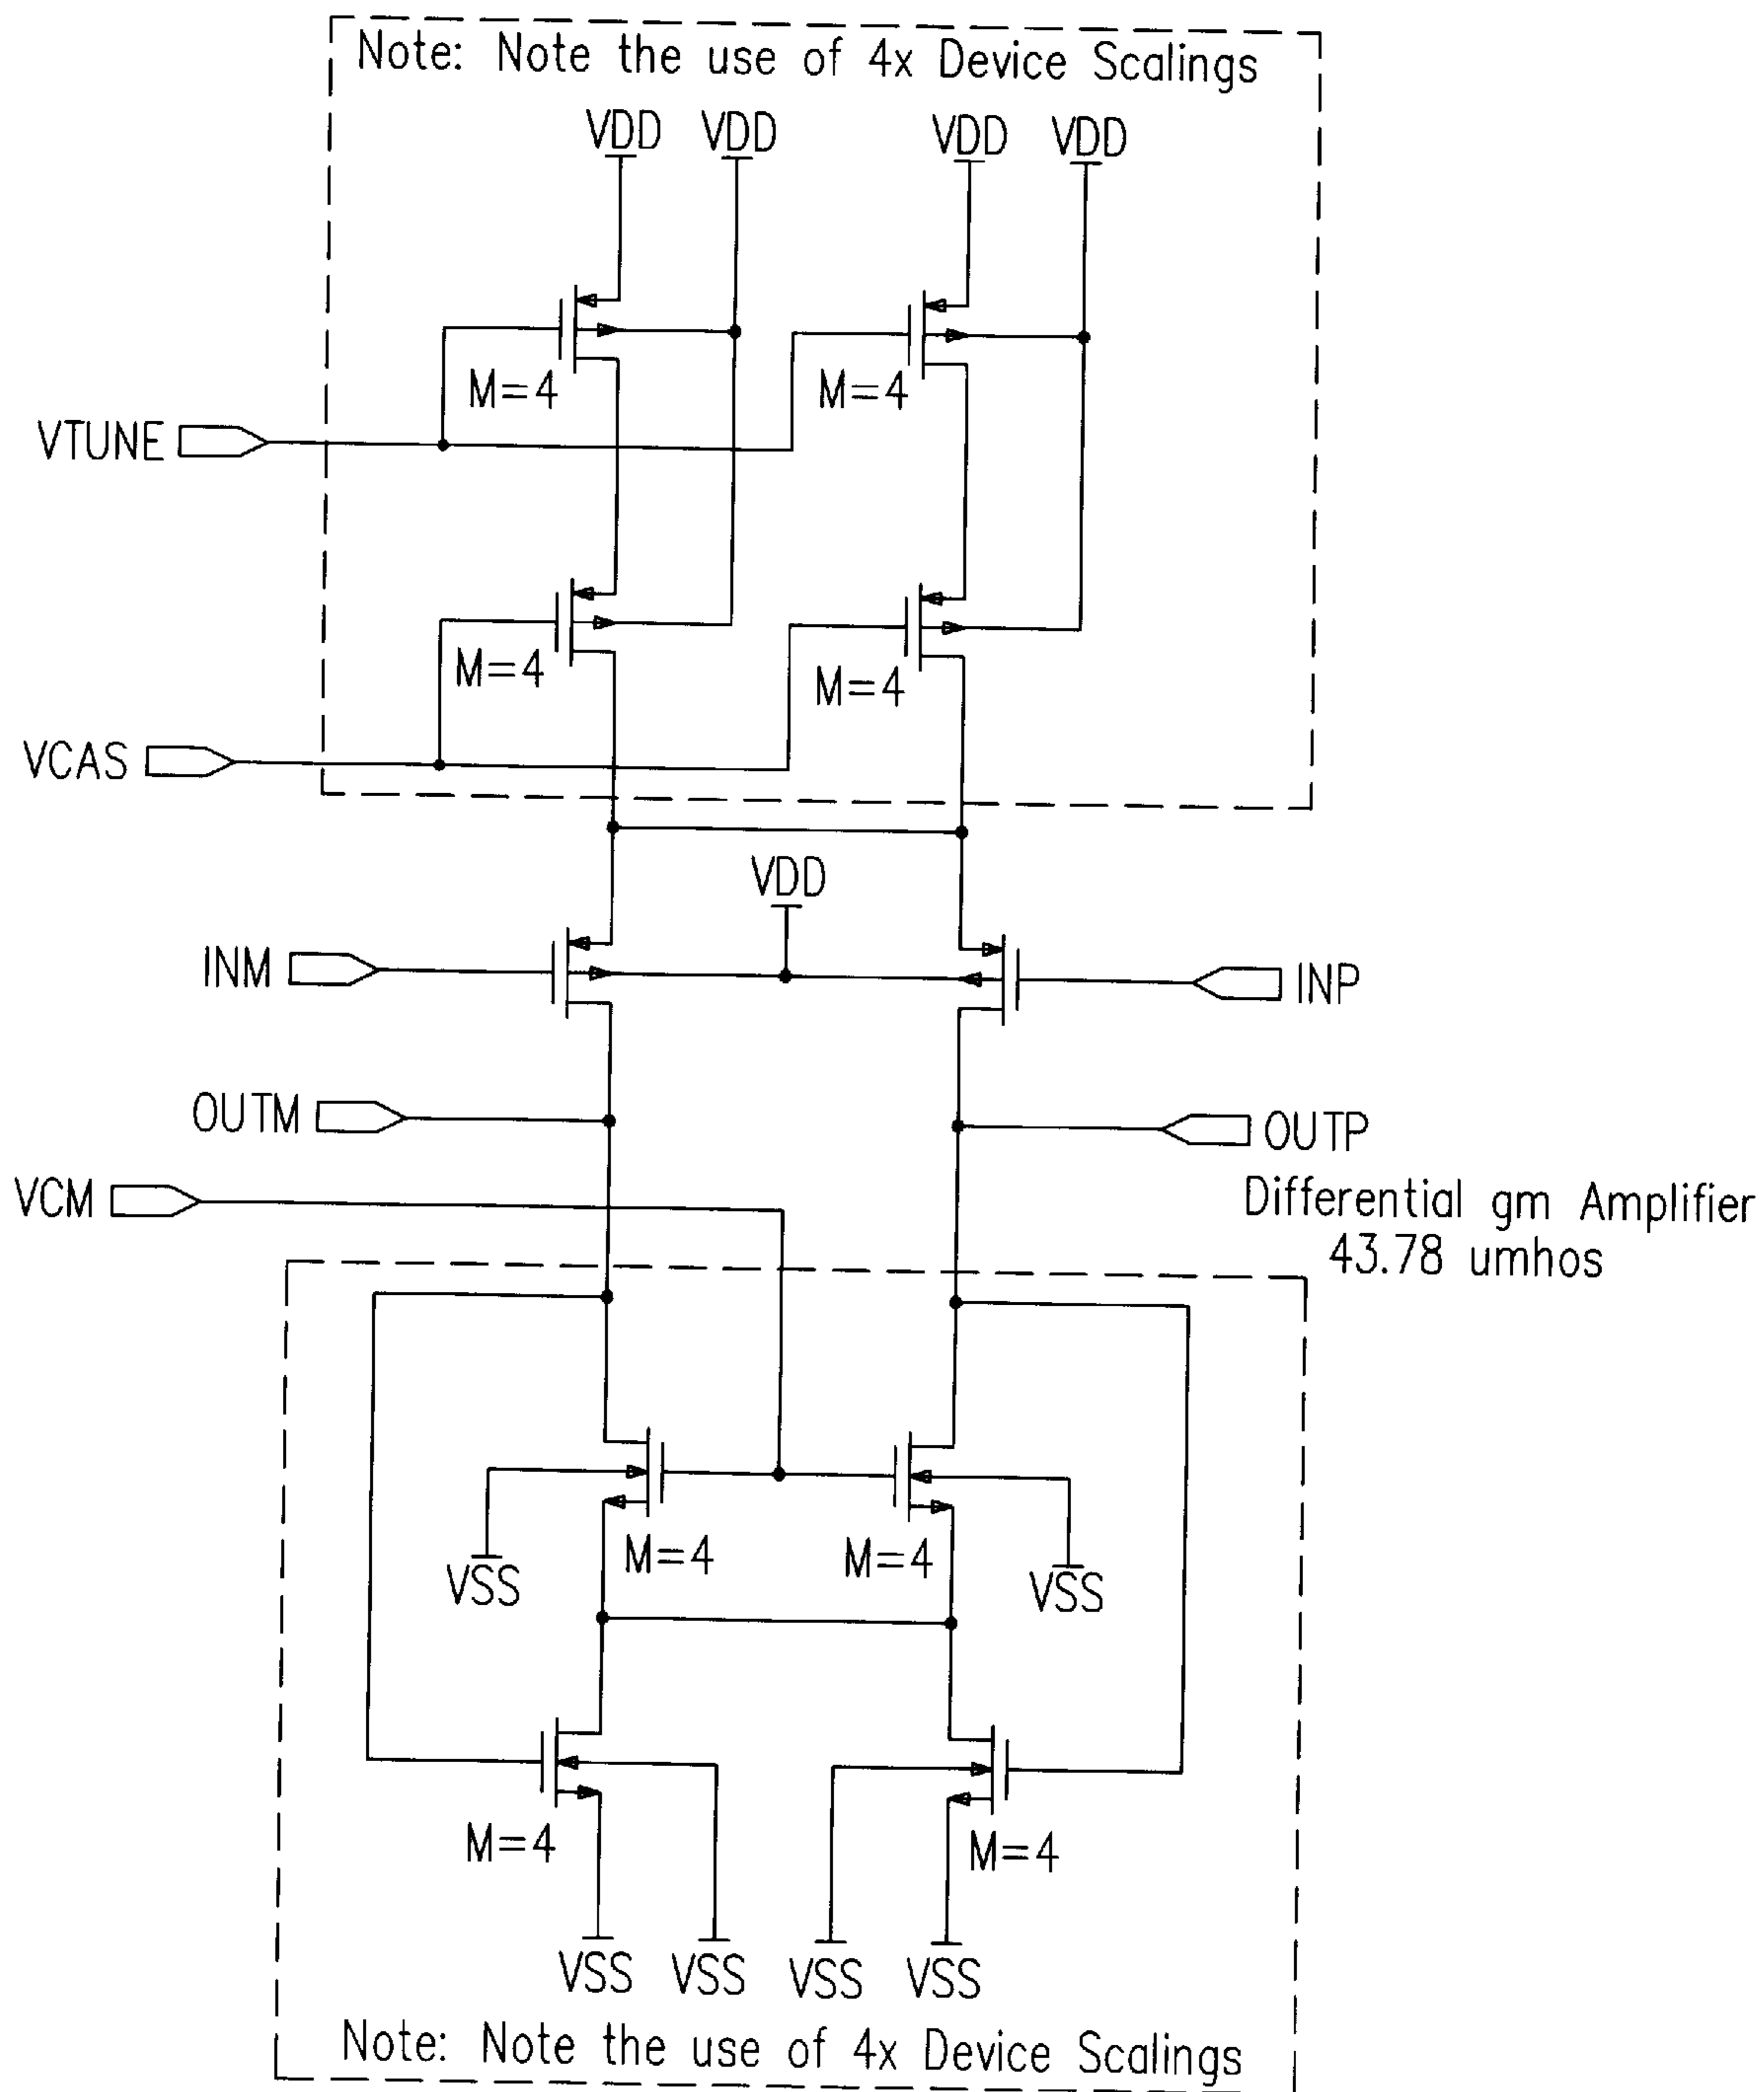 Note: Note the use of 4x Device Scalings
VDD VDD VDD VDD
M=4 M=4
VTUNE
M=4 M=4
VCAS
VDD
INM INP
OUTM OUTP
VCM
Differential gm Amplifier
43.78 umhos
M=4 M=4
VSS VSS
M=4 M=4
VSS VSS VSS VSS
Note: Note the use of 4x Device Scalings